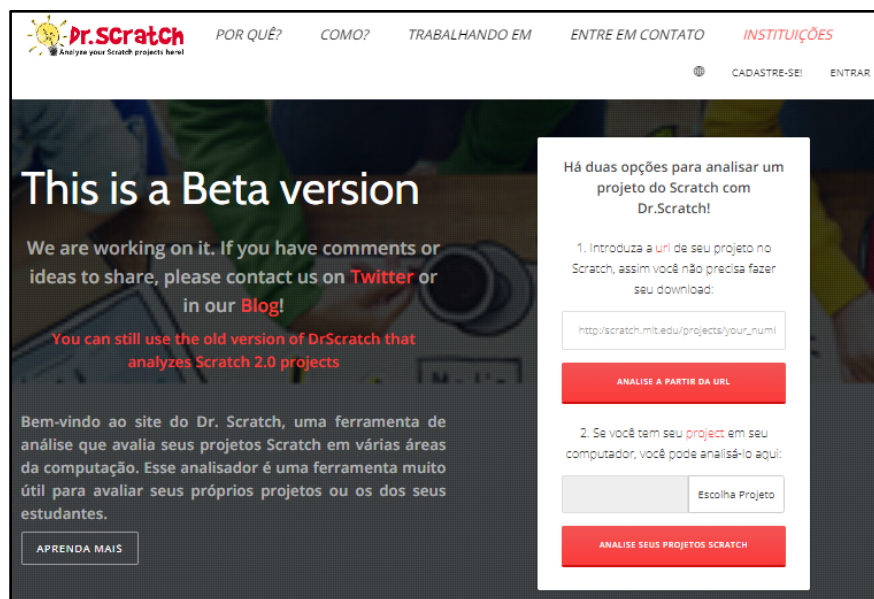 Dr.Scratch
Analyze your Scratch projects here!
POR QUÊ? COMO? TRABALHANDO EM ENTRE EM CONTATO INSTITUIÇÕES
CADASTRE-SE! ENTRAR
This is a Beta version
We are working on it. If you have comments or
ideas to share, please contact us on Twitter or
in our Blog!
You can still use the old version of DrScratch that
analyzes Scratch 2.0 projects
Bem-vindo ao site do Dr. Scratch, uma ferramenta de
análise que avalia seus projetos Scratch em várias áreas
da computação. Esse analisador é uma ferramenta muito
útil para avaliar seus próprios projetos ou os dos seus
estudantes.
APRENDA MAIS
Há duas opções para analisar um
projeto do Scratch com
Dr.Scratch!
1. Introduza a url de seu projeto no
Scratch, assim você não precisa fazer
seu download:
http:/scratch.mit.edu/projects/your_numi
ANALISE A PARTIR DA URL
2. Se você tem seu project em seu
computador, você pode analisá-lo aqui:
Escolha Projeto
ANALISE SEUS PROJETOS SCRATCH